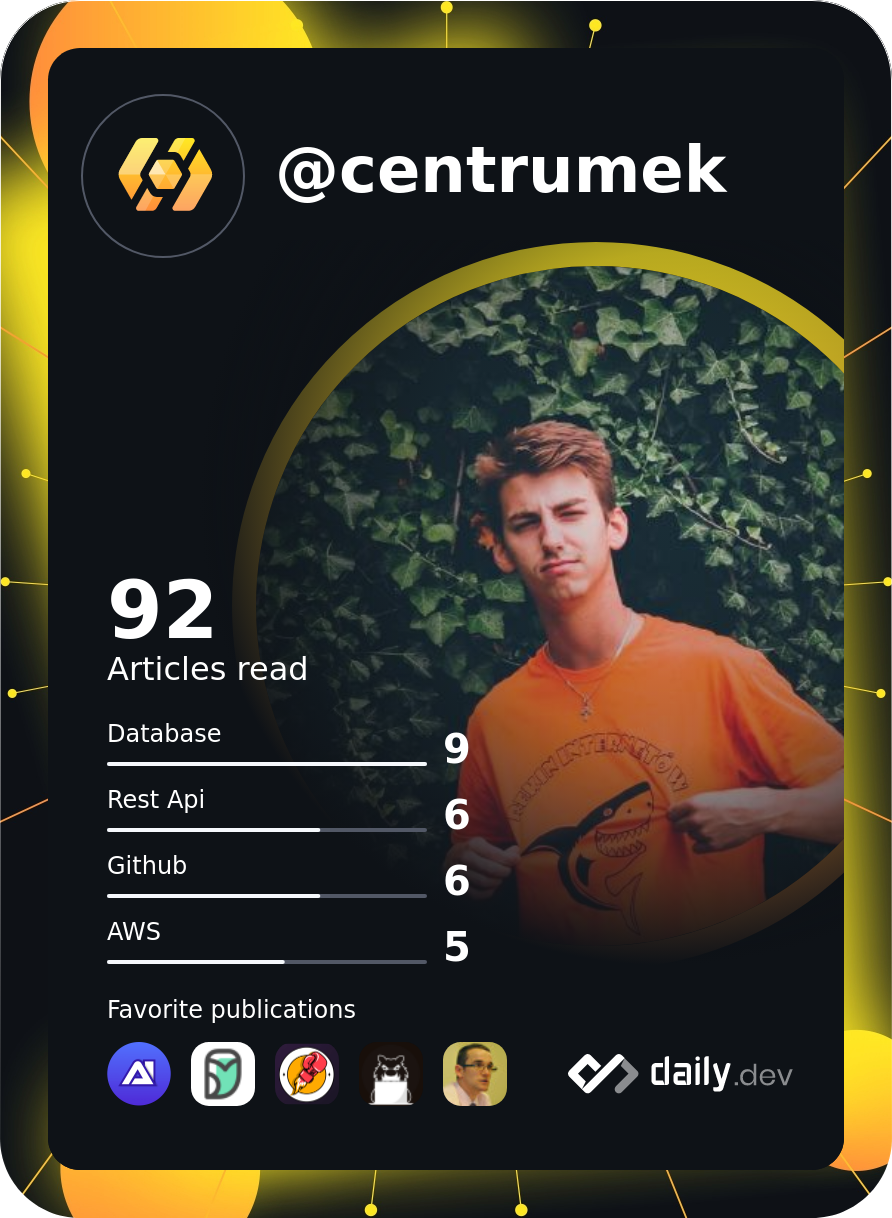 @centrumek
92
Articles read
Database
9
Rest Api
6
Github
6
AWS
5
Favorite publications
daily.dev